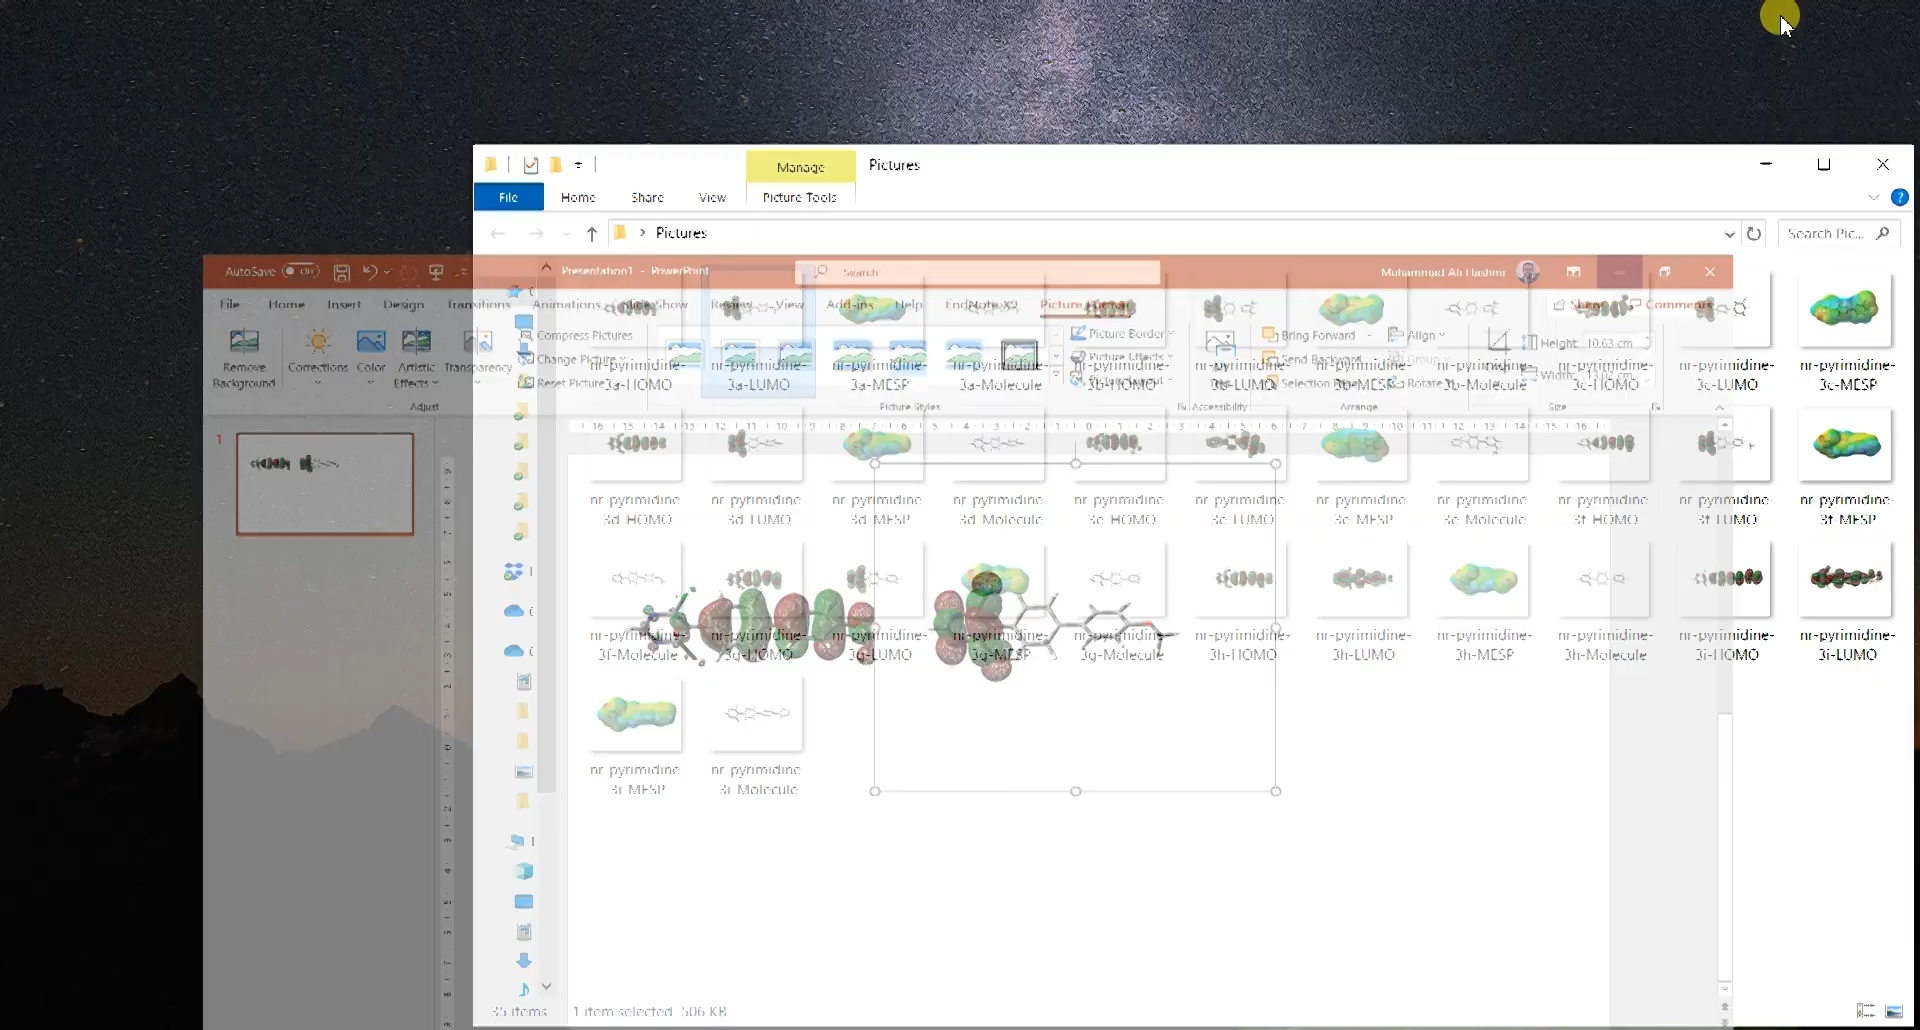 Manage
Pictures
File
Home
Share
View
Picture Tools
Pictures
Search Pic...
AutoSave
Off
Presentation1 - PowerPoint
Search
Muhammad Ali Hashmi
File
Home
Insert
Design
Transitions
Animations
Slide Show
Review
View
Add-ins
Help
EndNote X9
Picture Format
Share
Comments
Remove
Background
Corrections
Color
Artistic
Effects
Transparency
Compress Pictures
Change Picture
Reset Picture
Picture Border
Picture Effects
Bring Forward
Send Backward
Align
Group
Rotate
Height: 10.63 cm
Width:
Adjust
Picture Styles
Accessibility
Arrange
Size
nr-pyrimidine-
3a-HOMO
nr-pyrimidine-
3a-LUMO
nr-pyrimidine-
3a-MESP
nr-pyrimidine-
3a-Molecule
nr-pyrimidine-
3b-HOMO
nr-pyrimidine-
3b-LUMO
nr-pyrimidine-
3b-MESP
nr-pyrimidine-
3b-Molecule
nr-pyrimidine-
3c-HOMO
nr-pyrimidine-
3c-LUMO
nr-pyrimidine-
3c-MESP
1
nr-pyrimidine-
3d-HOMO
nr-pyrimidine-
3d-LUMO
nr-pyrimidine-
3d-MESP
nr-pyrimidine-
3d-Molecule
nr-pyrimidine-
3e-HOMO
nr-pyrimidine-
3e-LUMO
nr-pyrimidine-
3e-MESP
nr-pyrimidine-
3e-Molecule
nr-pyrimidine-
3f-HOMO
nr-pyrimidine-
3f-LUMO
nr-pyrimidine-
3f-MESP
nr-pyrimidine-
3f-Molecule
nr-pyrimidine-
3g-HOMO
nr-pyrimidine-
3g-LUMO
nr-pyrimidine-
3g-MESP
nr-pyrimidine-
3g-Molecule
nr-pyrimidine-
3h-HOMO
nr-pyrimidine-
3h-LUMO
nr-pyrimidine-
3h-MESP
nr-pyrimidine-
3h-Molecule
nr-pyrimidine-
3i-HOMO
nr-pyrimidine-
3i-LUMO
nr-pyrimidine-
3i-MESP
nr-pyrimidine-
3i-Molecule
35 items
1 item selected 506 KB